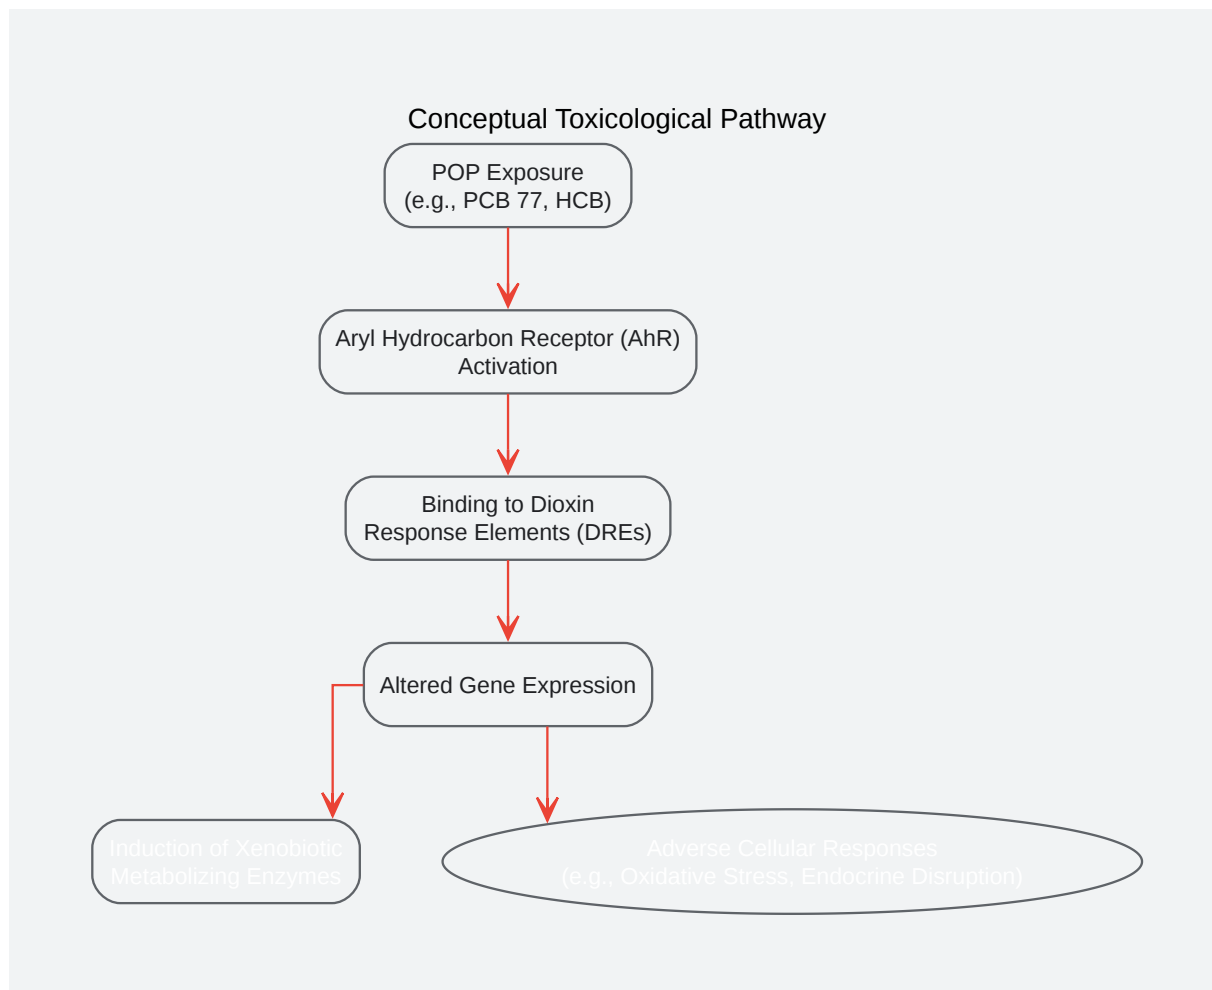 Conceptual Toxicological Pathway
POP Exposure
(e.g., PCB 77, HCB)
Aryl Hydrocarbon Receptor (AhR)
Activation
Binding to Dioxin
Response Elements (DREs)
Altered Gene Expression
Induction of Xenobiotic
Metabolizing Enzymes
Adverse Cellular Responses
(e.g., Oxidative Stress, Endocrine Disruption)